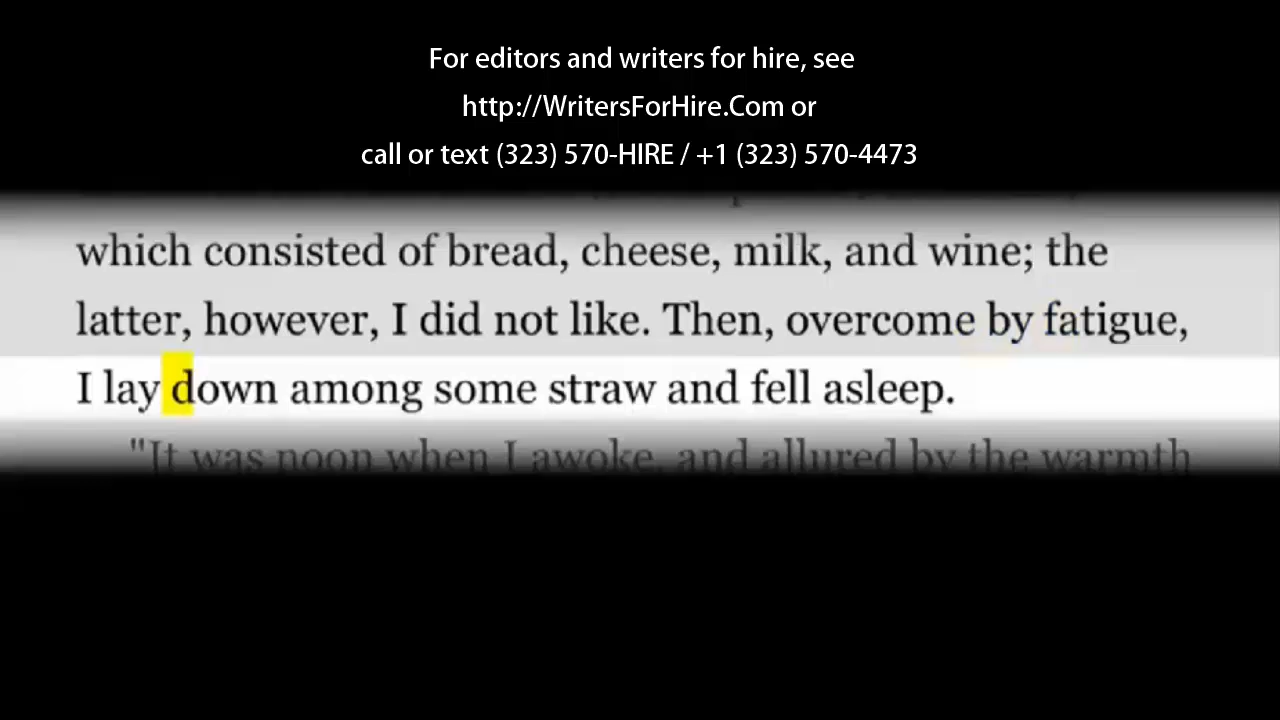 For editors and writers for hire, see
http://WritersForHire.Com or
call or text (323) 570-HIRE / +1 (323) 570-4473
which consisted of bread, cheese, milk, and wine; the
latter, however, I did not like. Then, overcome by fatigue,
I lay down among some straw and fell asleep.
"It was noon when I awoke, and allured by the warmth